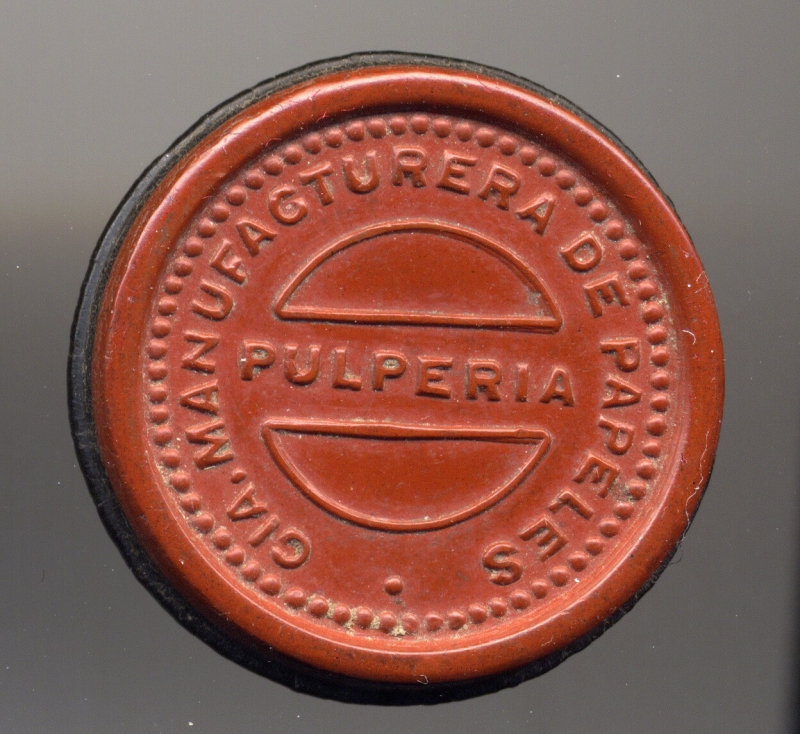 CIA. MANUFACTURERA DE PAPELES
PULPERIA